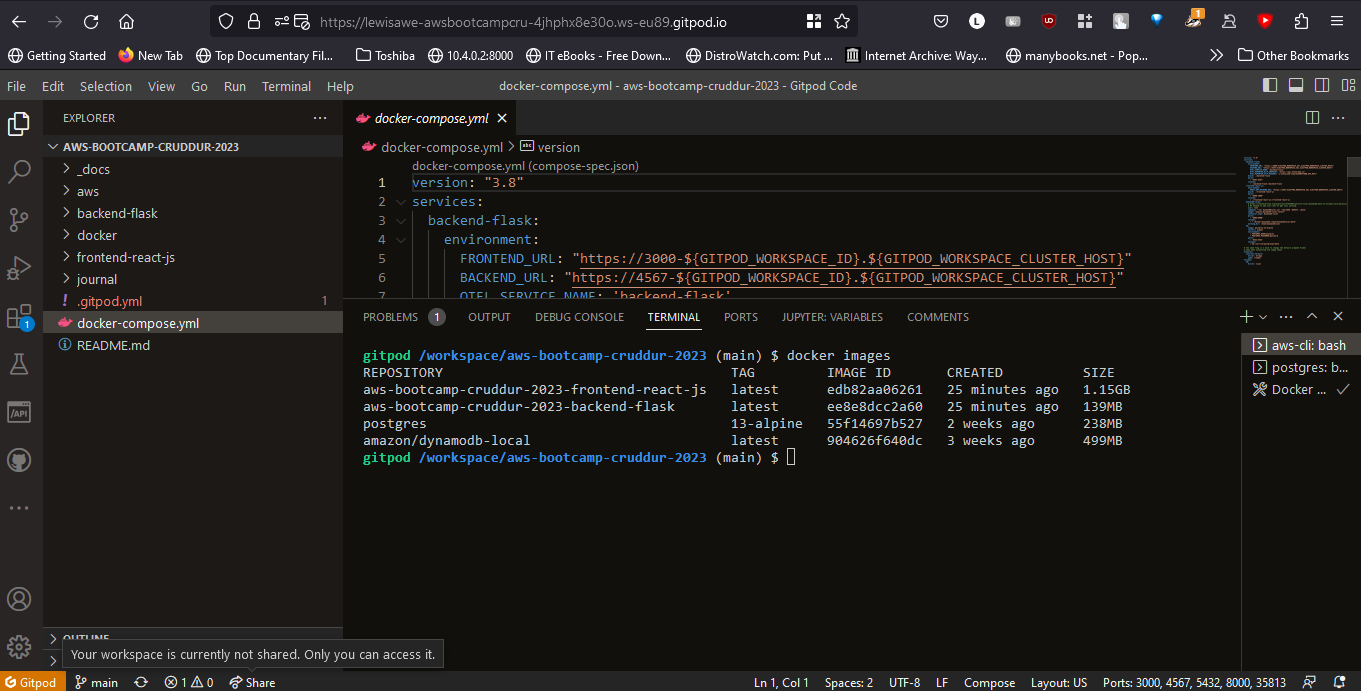 https://lewisawe-awsbootcampcru-4jhphx8e30o.ws-eu89.gitpod.io
L
UD
1
Getting Started
New Tab
Top Documentary Fil...
Toshiba
10.4.0.2:8000
IT eBooks - Free Down...
DistroWatch.com: Put ...
Internet Archive: Way...
manybooks.net - Pop...
Other Bookmarks
File Edit Selection View Go Run Terminal Help
docker-compose.yml - aws-bootcamp-cruddur-2023 - Gitpod Code
EXPLORER
AWS-BOOTCAMP-CRUDDUR-2023
_docs
aws
backend-flask
docker
frontend-react-js
journal
! .gitpod.yml 1
docker-compose.yml
README.md
1
/API
OUTLINE
docker-compose.yml
docker-compose.yml > abc version
docker-compose.yml (compose-spec.json)
1 version: "3.8"
2 services:
3 backend-flask:
4 environment:
5 FRONTEND_URL: "https://3000-${GITPOD_WORKSPACE_ID}.${GITPOD_WORKSPACE_CLUSTER_HOST}"
6 BACKEND_URL: "https://4567-${GITPOD_WORKSPACE_ID}.${GITPOD_WORKSPACE_CLUSTER_HOST}"
7 OTEL_SERVICE_NAME: 'backend-flask'
PROBLEMS 1 OUTPUT DEBUG CONSOLE TERMINAL PORTS JUPYTER: VARIABLES COMMENTS
gitpod /workspace/aws-bootcamp-cruddur-2023 (main) $ docker images
REPOSITORY TAG IMAGE ID CREATED SIZE
aws-bootcamp-cruddur-2023-frontend-react-js latest edb82aa06261 25 minutes ago 1.15GB
aws-bootcamp-cruddur-2023-backend-flask latest ee8e8dcc2a60 25 minutes ago 139MB
postgres 13-alpine 55f14697b527 2 weeks ago 238MB
amazon/dynamodb-local latest 904626f640dc 3 weeks ago 499MB
gitpod /workspace/aws-bootcamp-cruddur-2023 (main) $
aws-cli: bash
postgres: b...
Docker ...
Your workspace is currently not shared. Only you can access it.
Gitpod main 1 0 Share
Ln 1, Col 1 Spaces: 2 UTF-8 LF Compose Layout: US Ports: 3000, 4567, 5432, 8000, 35813